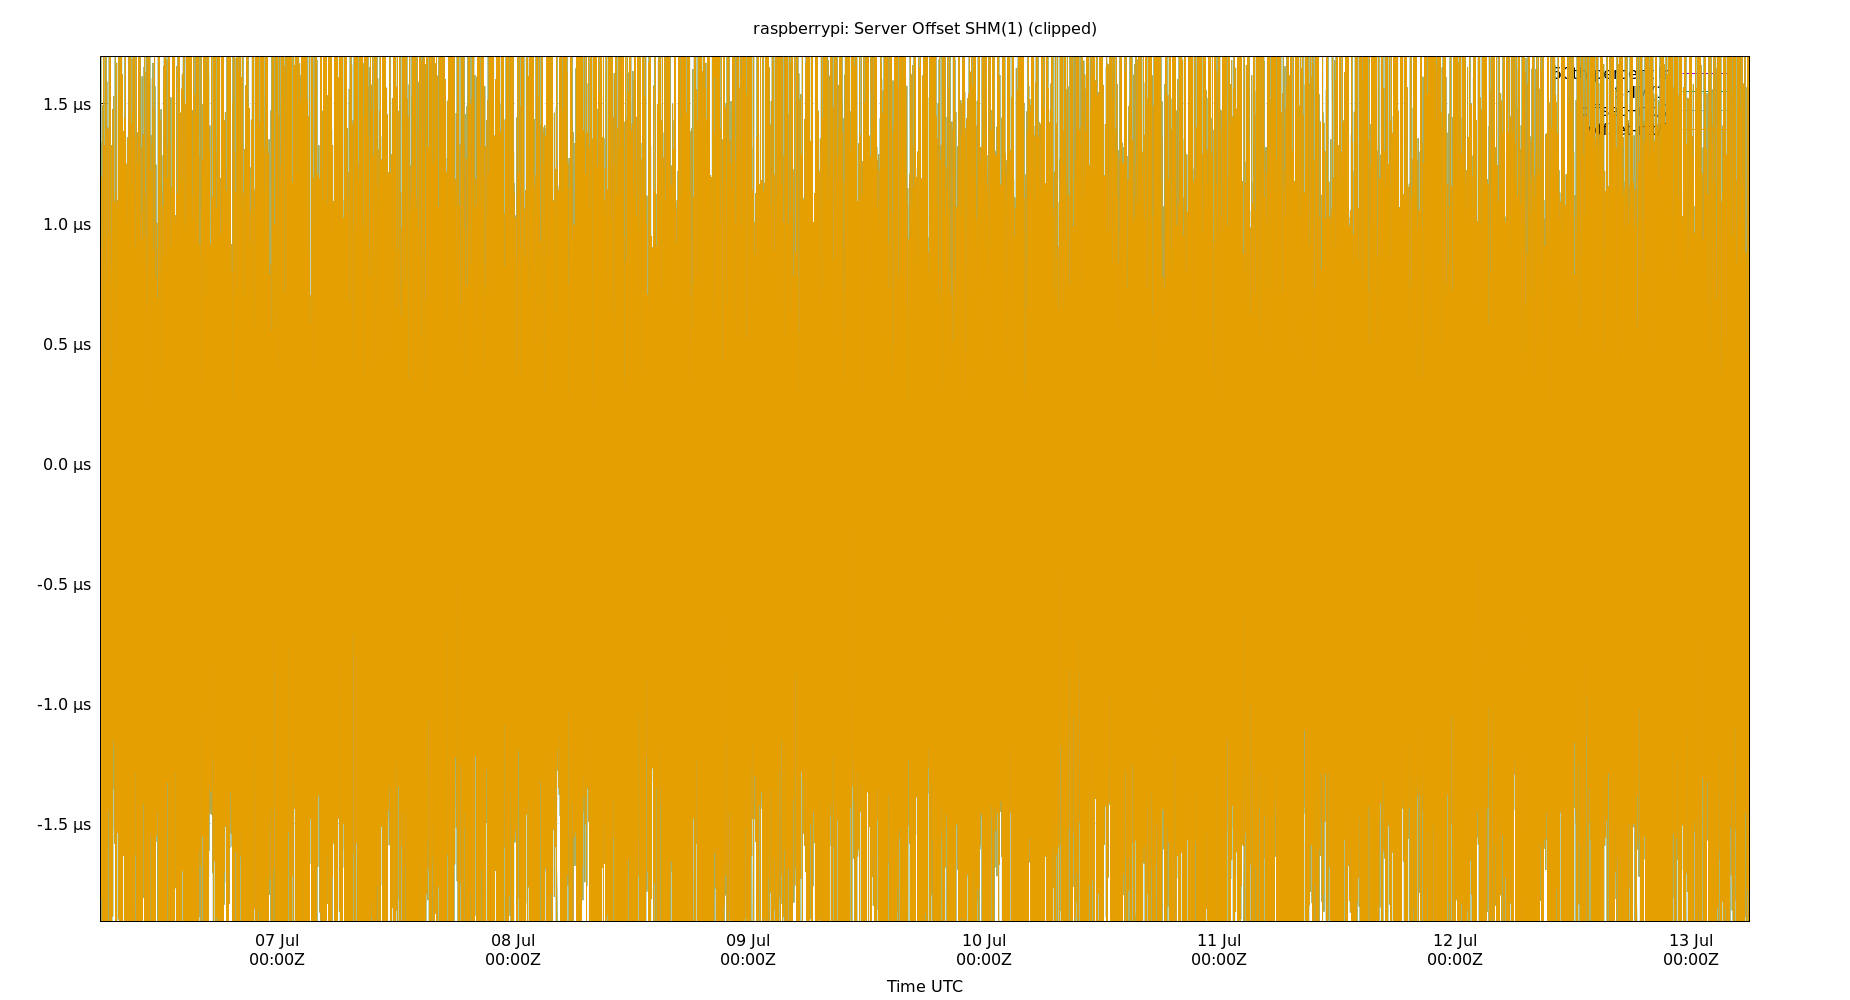 raspberrypi: Server Offset SHM(1) (clipped)
1.5 µs
1.0 µs
0.5 µs
0.0 µs
-0.5 µs
-1.0 µs
-1.5 µs
07 Jul 08 Jul 09 Jul 10 Jul 11 Jul 12 Jul 13 Jul
00:00Z 00:00Z 00:00Z 00:00Z 00:00Z 00:00Z 00:00Z
Time UTC